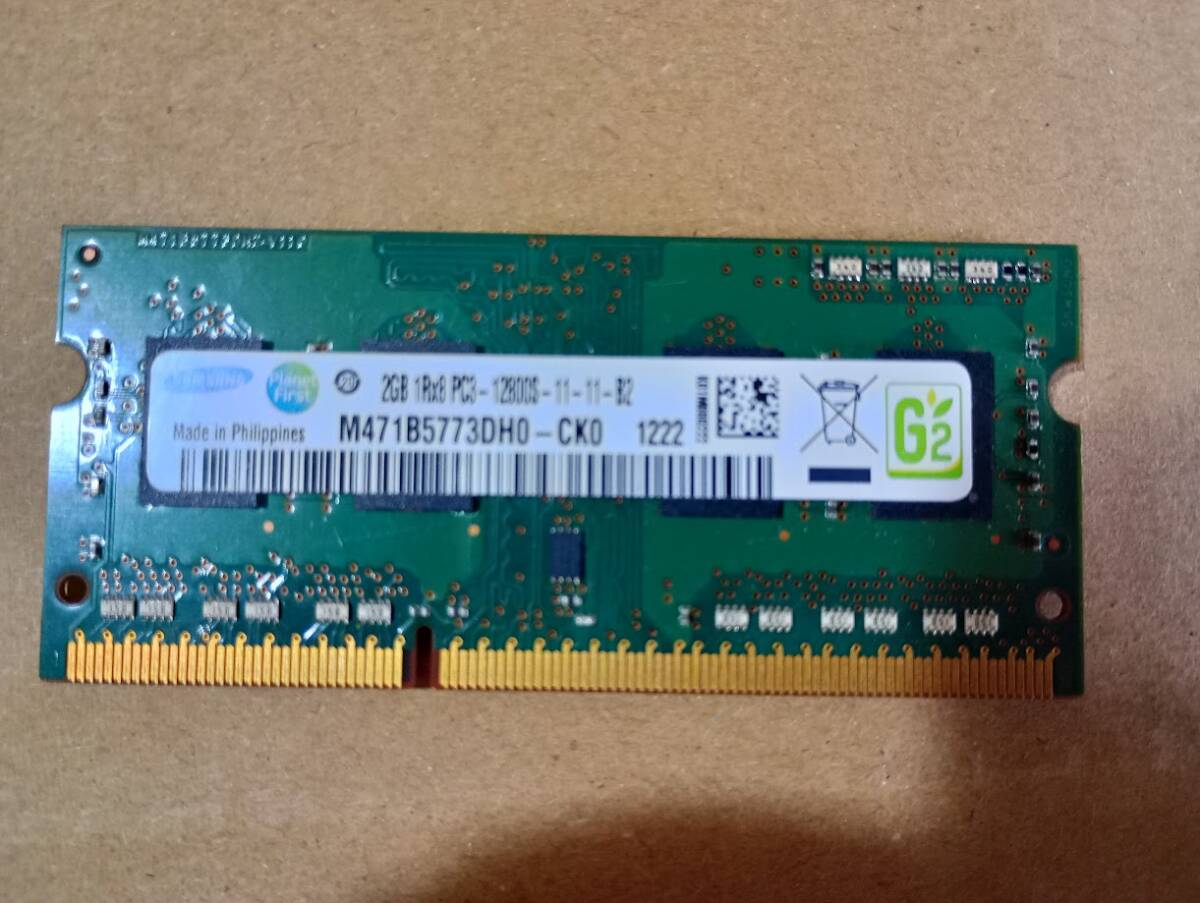 SAMSUNG
Planet First
2GB 1Rx8 PC3-12800S-11-11-B2
Made in Philippines
M471B5773DH0-CK0 1222
G2